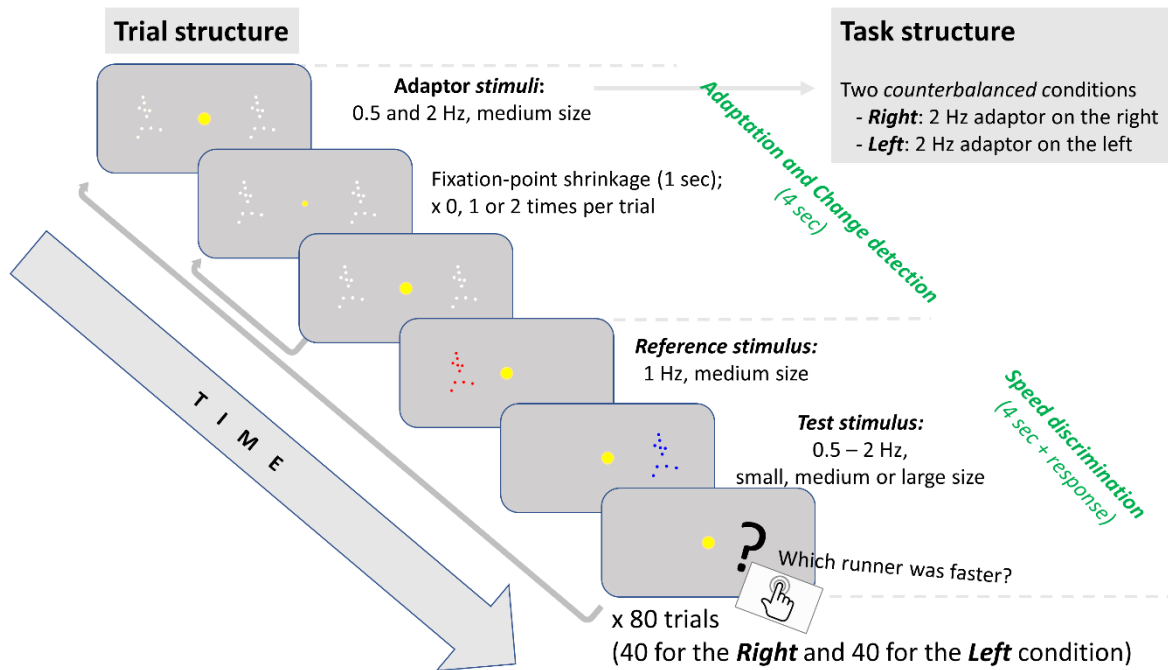 Trial structure
Task structure
Adaptor stimuli:
0.5 and 2 Hz, medium size
Two counterbalanced conditions
- Right: 2 Hz adaptor on the right
- Left: 2 Hz adaptor on the left
Adaptation and Change detection
(4 sec)
Fixation-point shrinkage (1 sec);
x 0, 1 or 2 times per trial
Reference stimulus:
1 Hz, medium size
Test stimulus:
0.5 – 2 Hz,
small, medium or large size
Speed discrimination
(4 sec + response)
TIME
?
Which runner was faster?
x 80 trials
(40 for the Right and 40 for the Left condition)